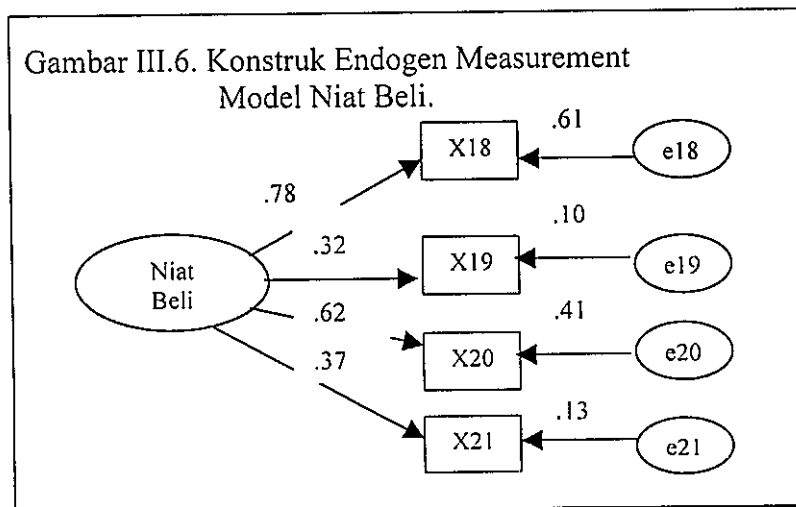 Gambar III.6. Konstruk Endogen Measurement
Model Niat Beli.
.61
X18
e18
.78
.10
.32
X19
e19
Niat
Beli
.62
.41
X20
e20
.37
.13
X21
e21